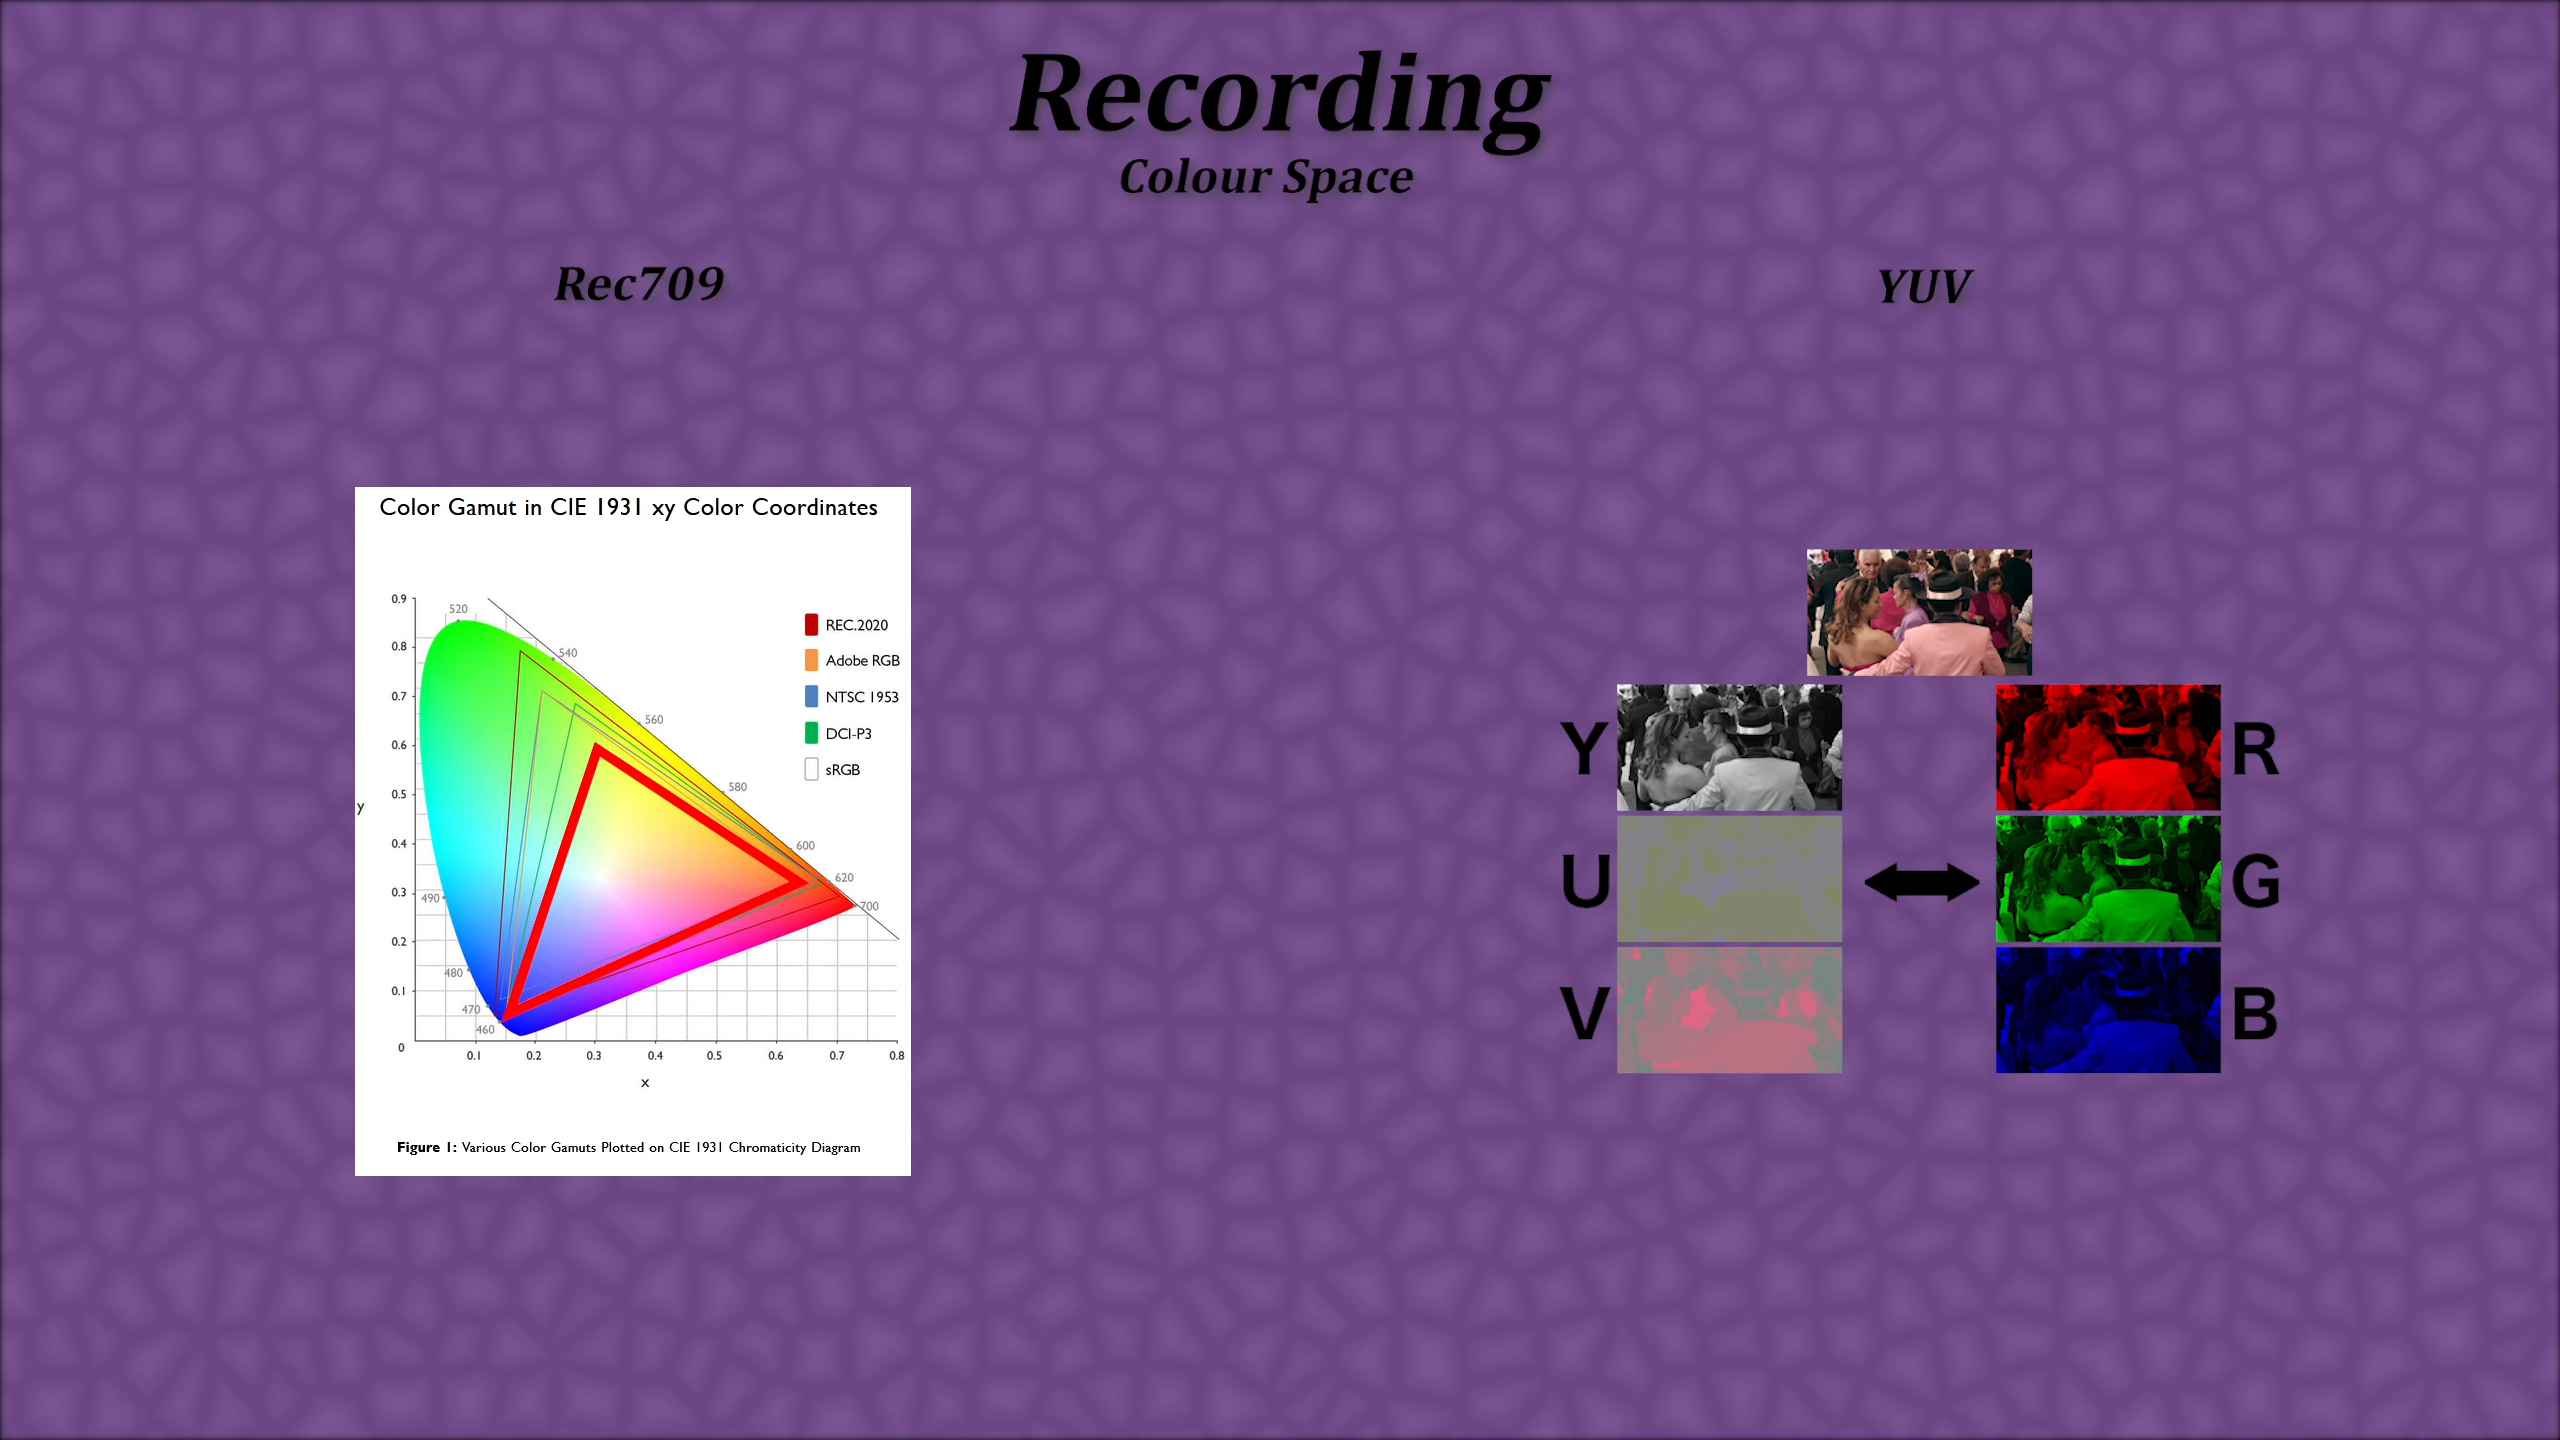 Recording
Colour Space
Rec709
YUV
Color Gamut in CIE 1931 xy Color Coordinates
0.9
0.8
0.7
0.6
0.5
0.4
0.3
0.2
0.1
0
y
520
540
560
580
600
620
700
490
480
470
460
REC.2020
Adobe RGB
NTSC 1953
DCI-P3
sRGB
0.1 0.2 0.3 0.4 0.5 0.6 0.7 0.8
x
Figure 1: Various Color Gamuts Plotted on CIE 1931 Chromaticity Diagram
Y R
U G
V B